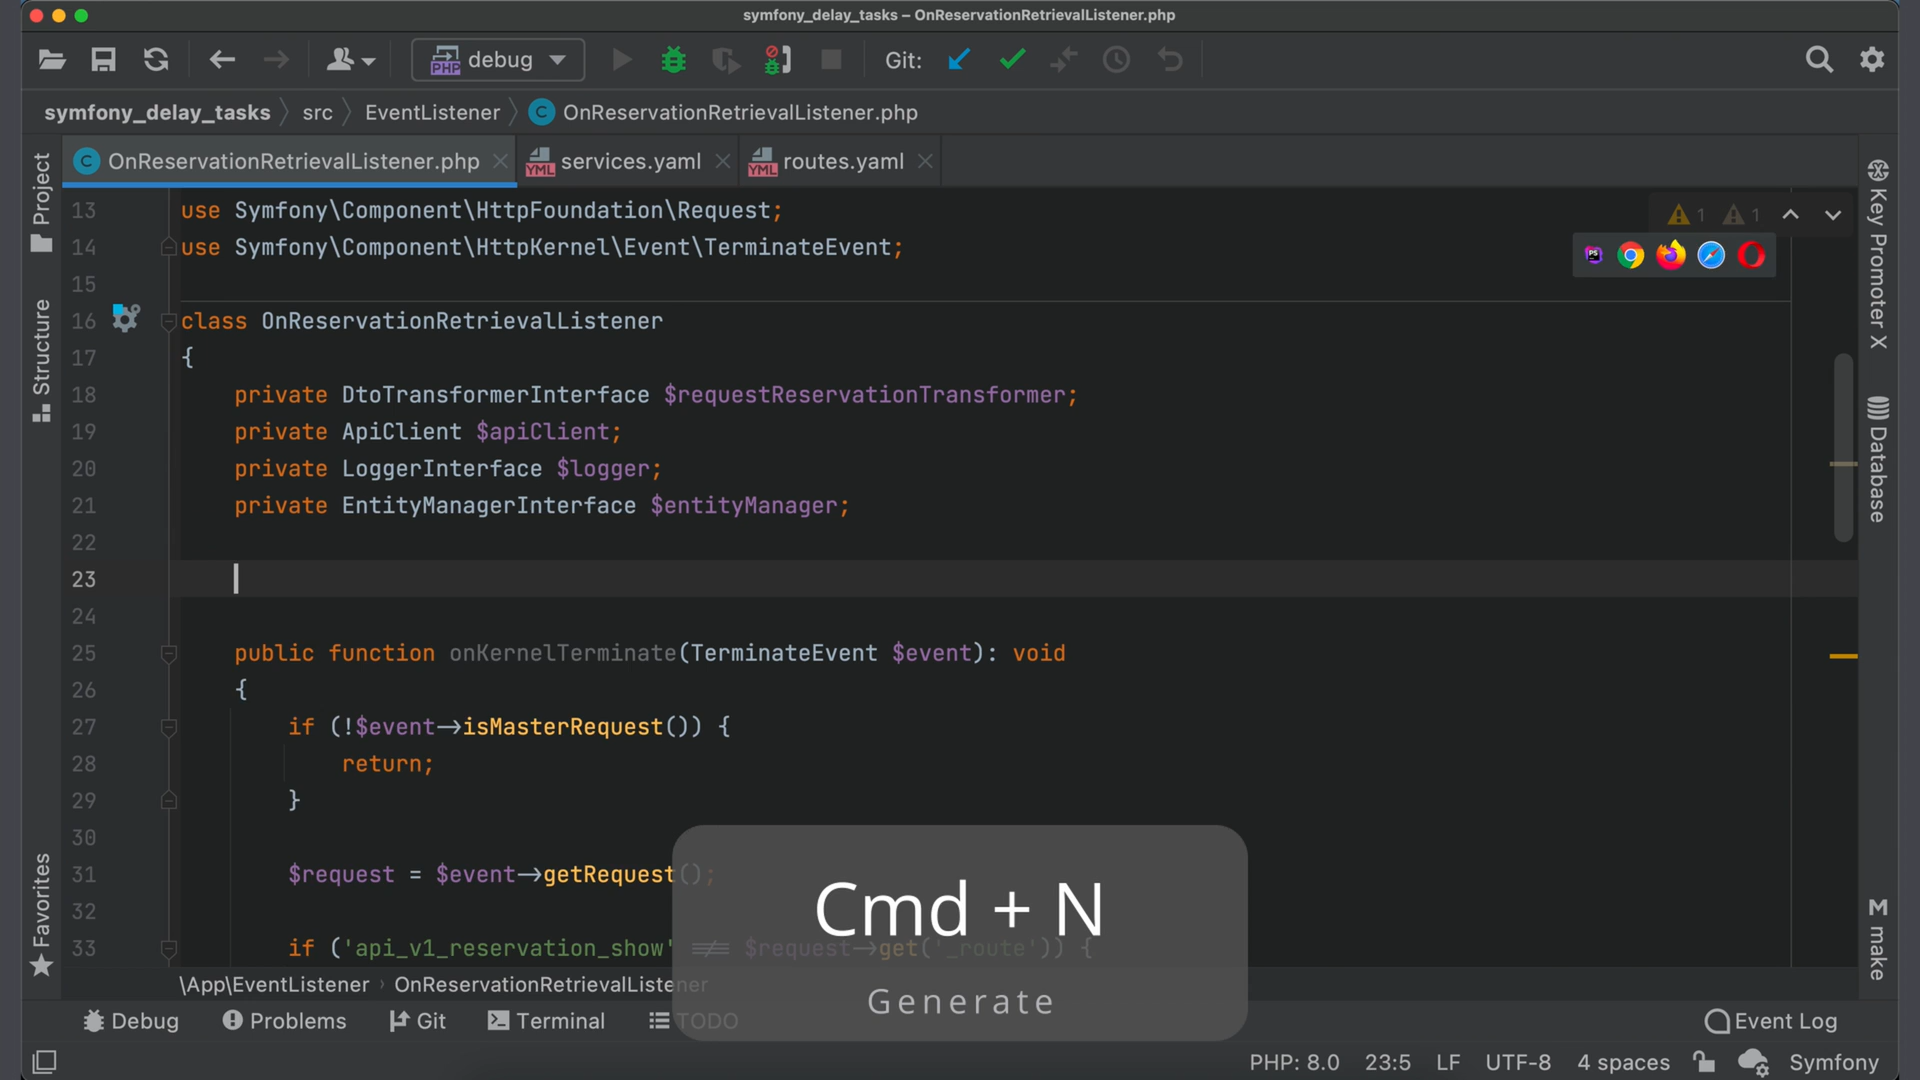 symfony_delay_tasks – OnReservationRetrievalListener.php
debug
Git:
symfony_delay_tasks
src
EventListener
OnReservationRetrievalListener.php
OnReservationRetrievalListener.php
services.yaml
routes.yaml
13 use Symfony\Component\HttpFoundation\Request;
14 use Symfony\Component\HttpKernel\Event\TerminateEvent;
15
16 class OnReservationRetrievalListener
17 {
18 private DtoTransformerInterface $requestReservationTransformer;
19 private ApiClient $apiClient;
20 private LoggerInterface $logger;
21 private EntityManagerInterface $entityManager;
22
23
24
25 public function onKernelTerminate(TerminateEvent $event): void
26 {
27 if (!$event->isMasterRequest()) {
28 return;
29 }
30
31 $request = $event->getRequest();
32
33 if ('api_v1_reservation_show' !== $request->get('_route')) {
1
1
Project
Structure
Favorites
Key Promoter X
Database
M make
Cmd + N
Generate
\App\EventListener › OnReservationRetrievalListener
Debug
Problems
Git
Terminal
TODO
Event Log
PHP: 8.0
23:5
LF
UTF-8
4 spaces
Symfony